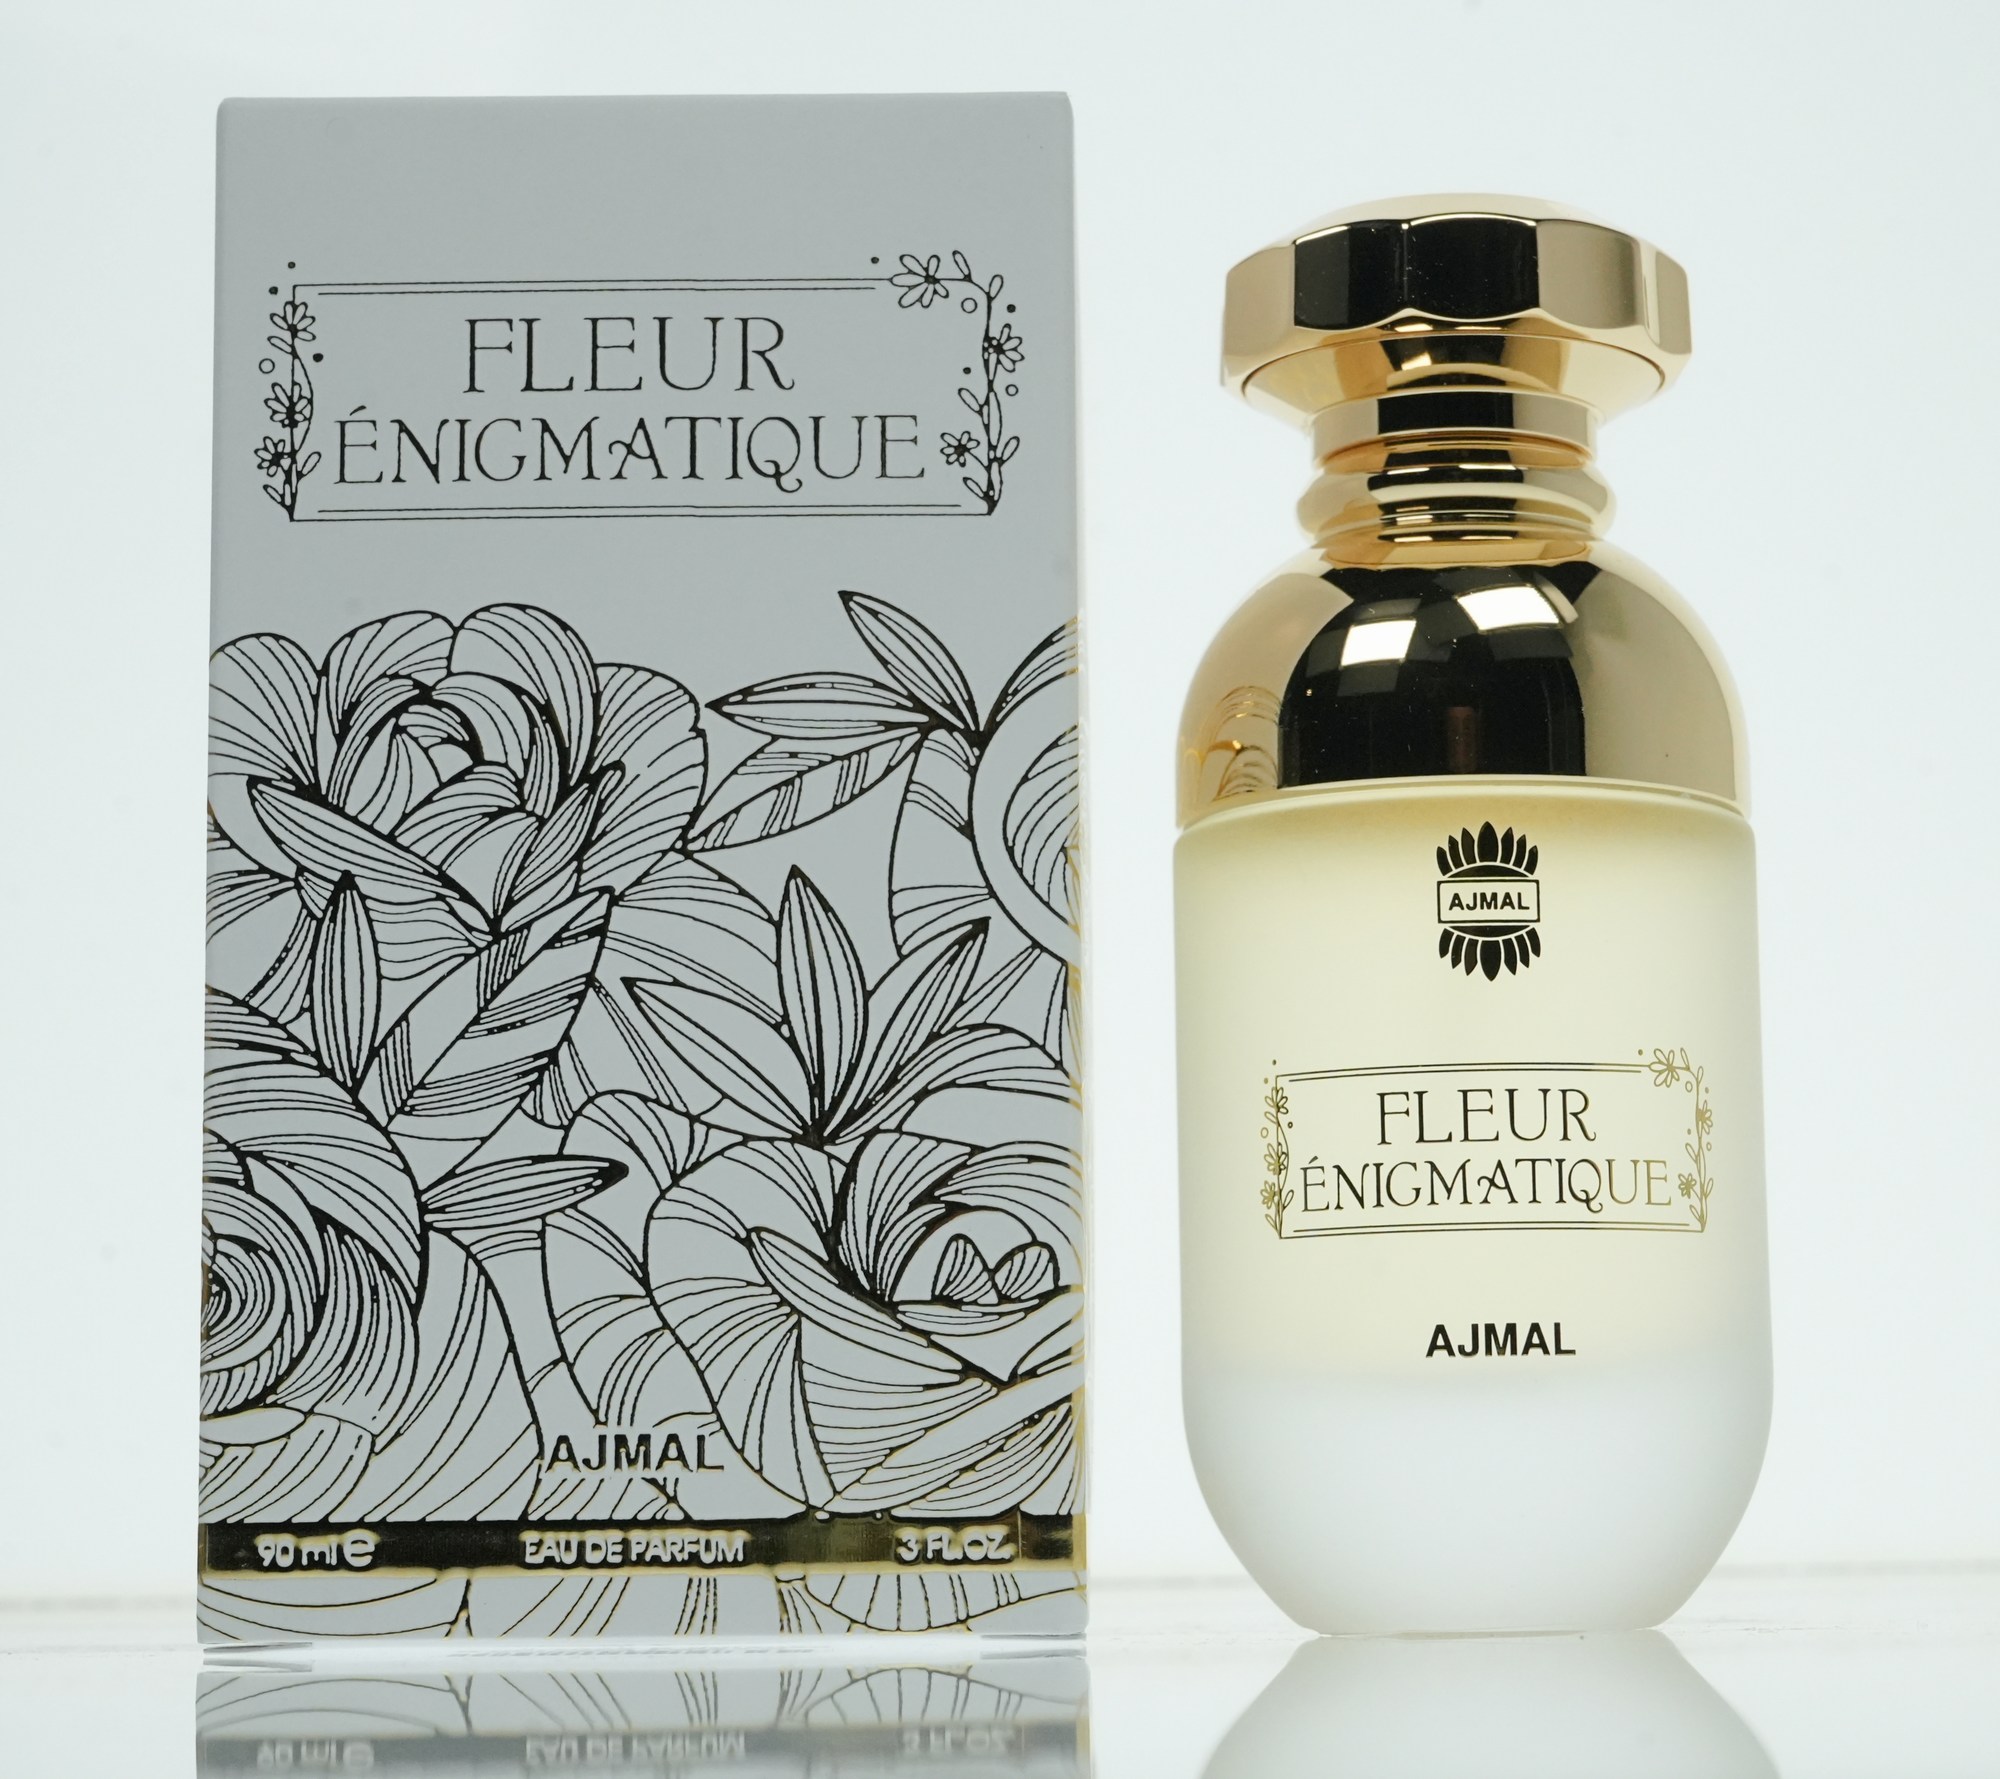 FLEUR
ÉNIGMATIQUE
AJMAL
90 ml e
EAU DE PARFUM
3 FL.OZ.
AJMAL
FLEUR
ÉNIGMATIQUE
AJMAL